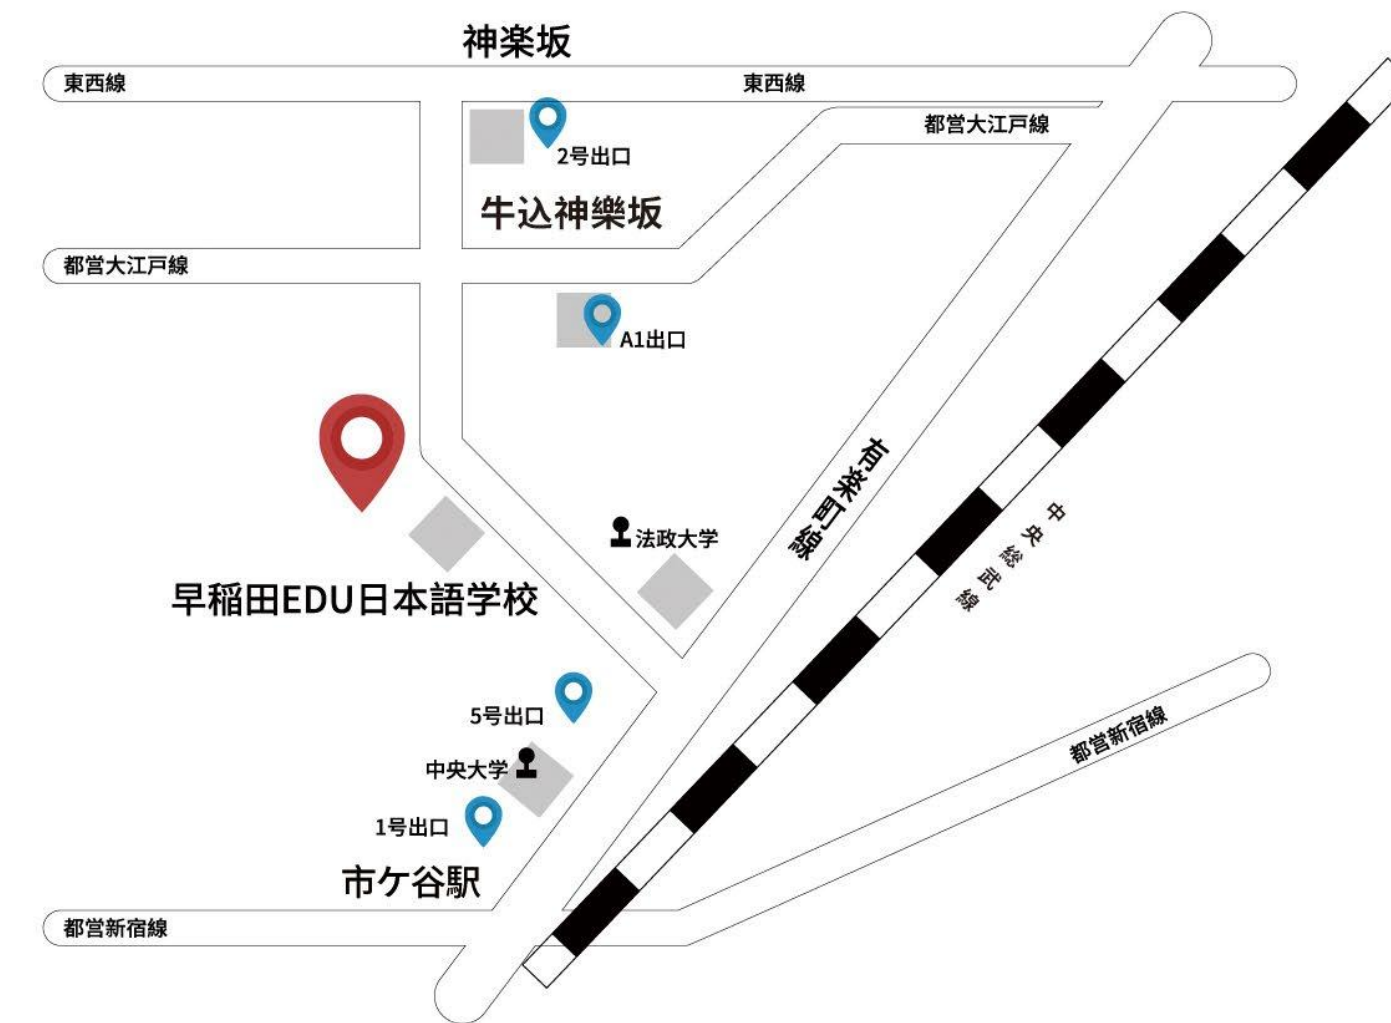 神楽坂
東西線
東西線
都営大江戸線
2号出口
牛込神樂坂
都営大江戸線
A1出口
有楽町線
中央総武線
法政大学
早稲田EDU日本語学校
5号出口
都営新宿線
中央大学
1号出口
市ケ谷駅
都営新宿線